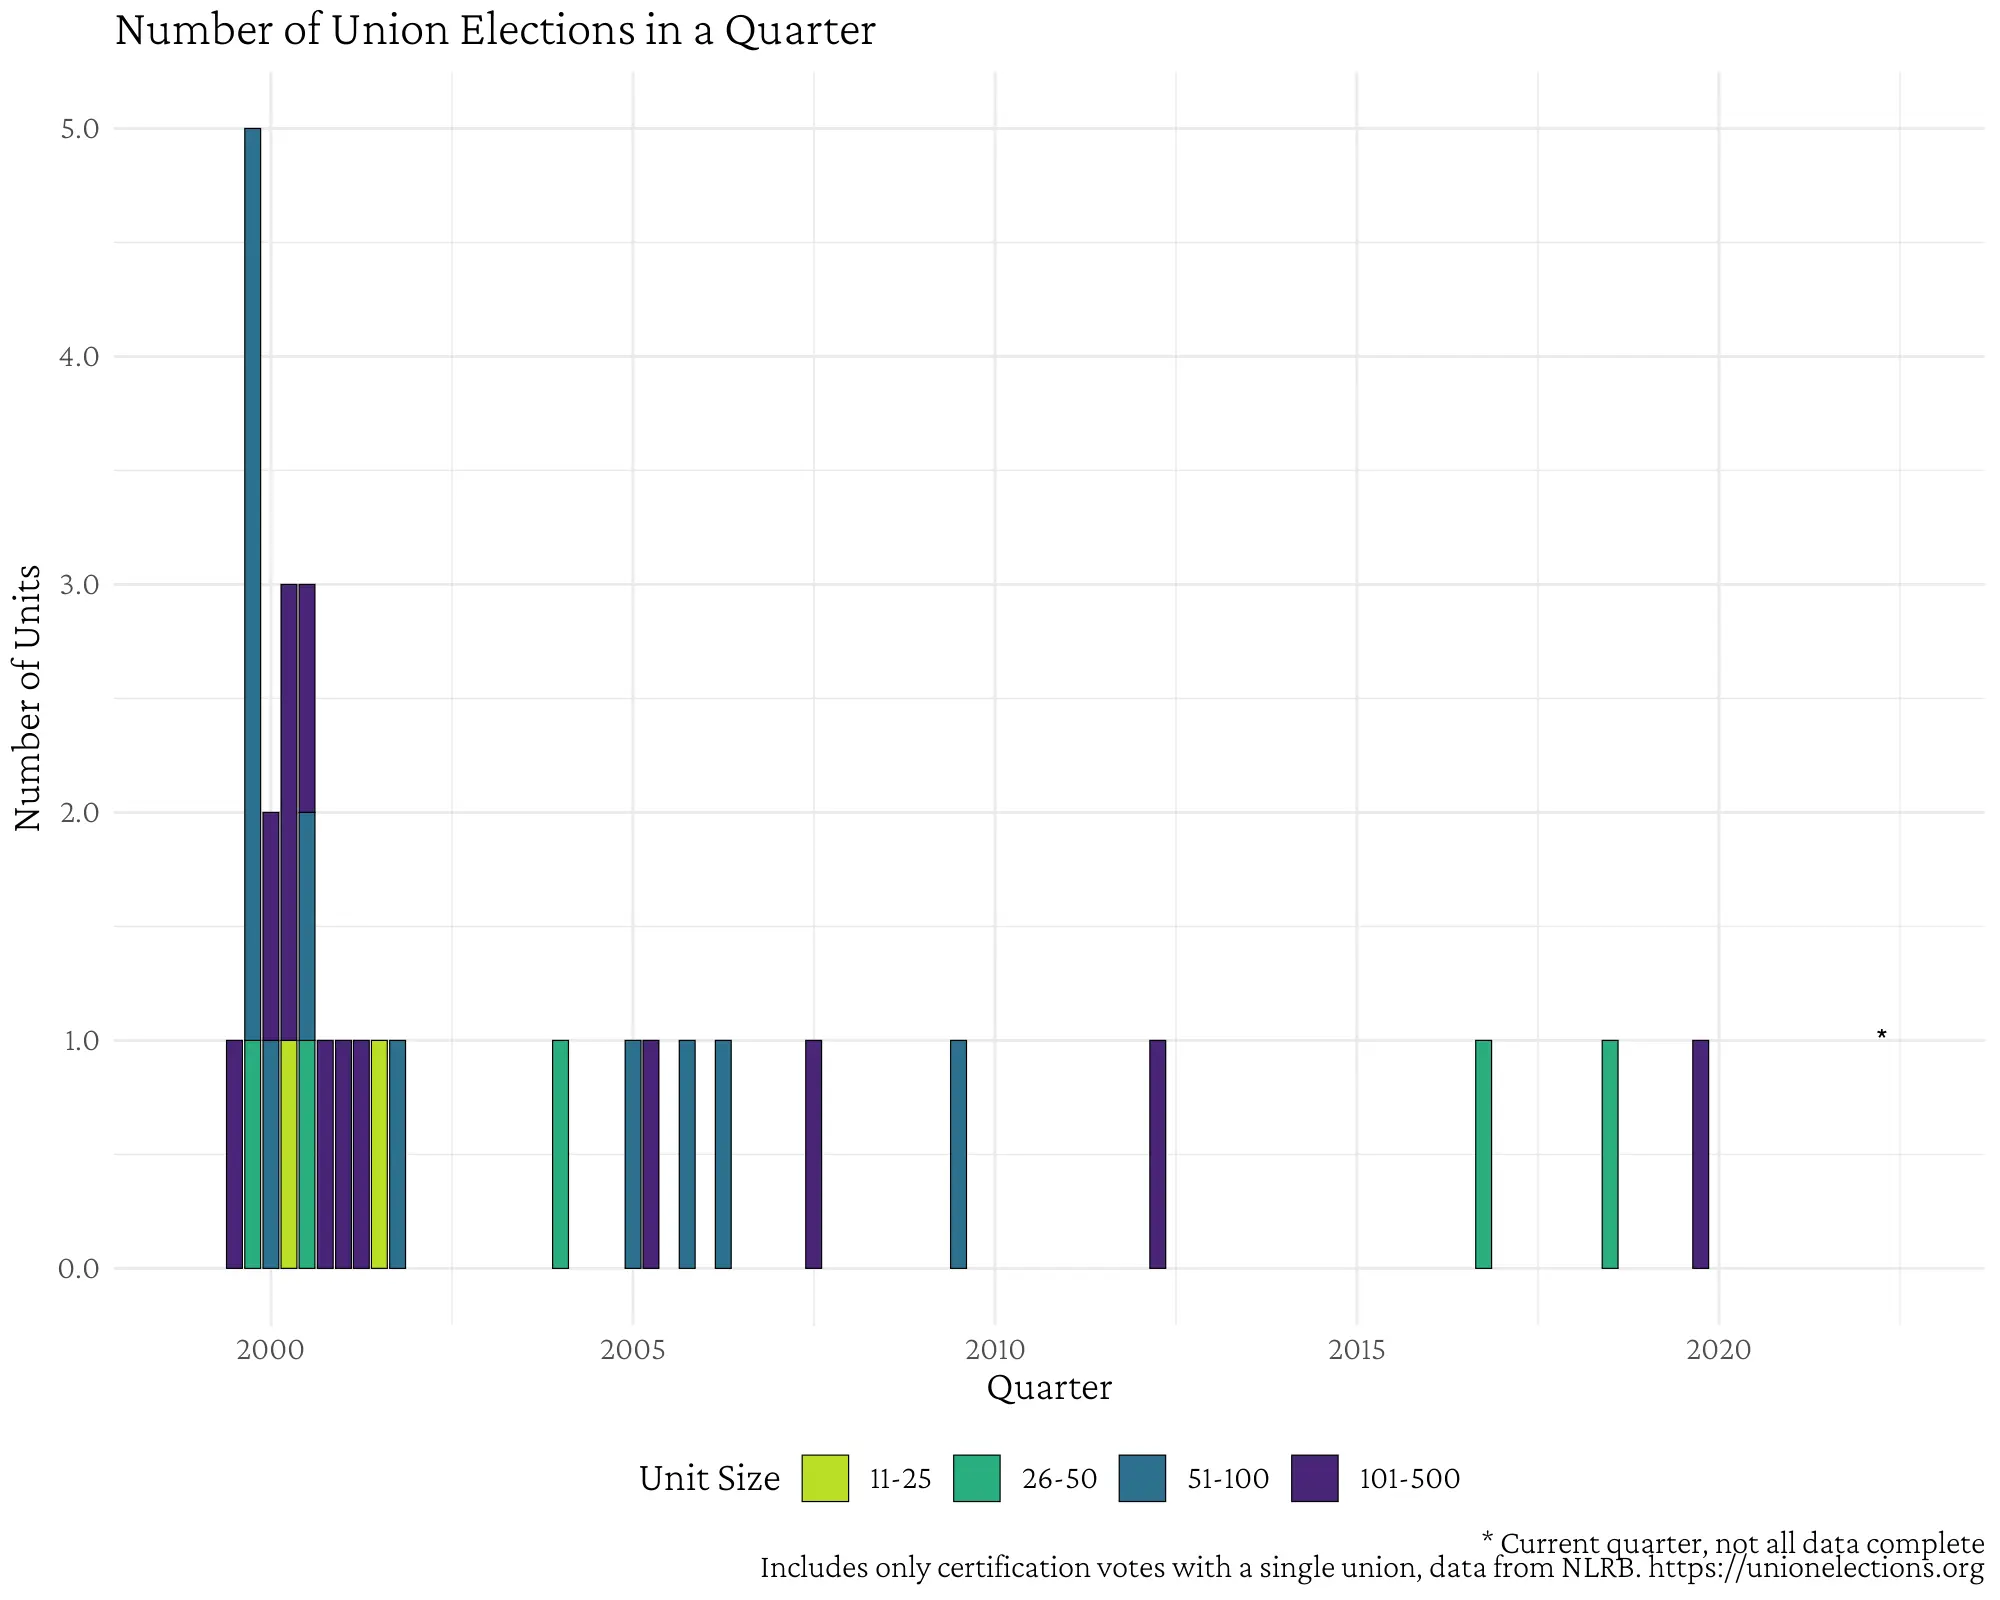 Number of Union Elections in a Quarter
Number of Units
5.0
4.0
3.0
2.0
1.0
0.0
*
2000 2005 2010 2015 2020
Quarter
Unit Size 11-25 26-50 51-100 101-500
* Current quarter, not all data complete
Includes only certification votes with a single union, data from NLRB. https://unionelections.org